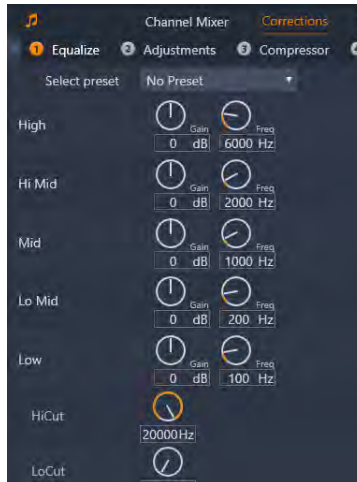 Channel Mixer Corrections
1 Equalize 2 Adjustments 3 Compressor
Select preset No Preset
High Gain Freq
0 dB 6000 Hz
Hi Mid Gain Freq
0 dB 2000 Hz
Mid Gain Freq
0 dB 1000 Hz
Lo Mid Gain Freq
0 dB 200 Hz
Low Gain Freq
0 dB 100 Hz
HiCut
20000Hz
LoCut